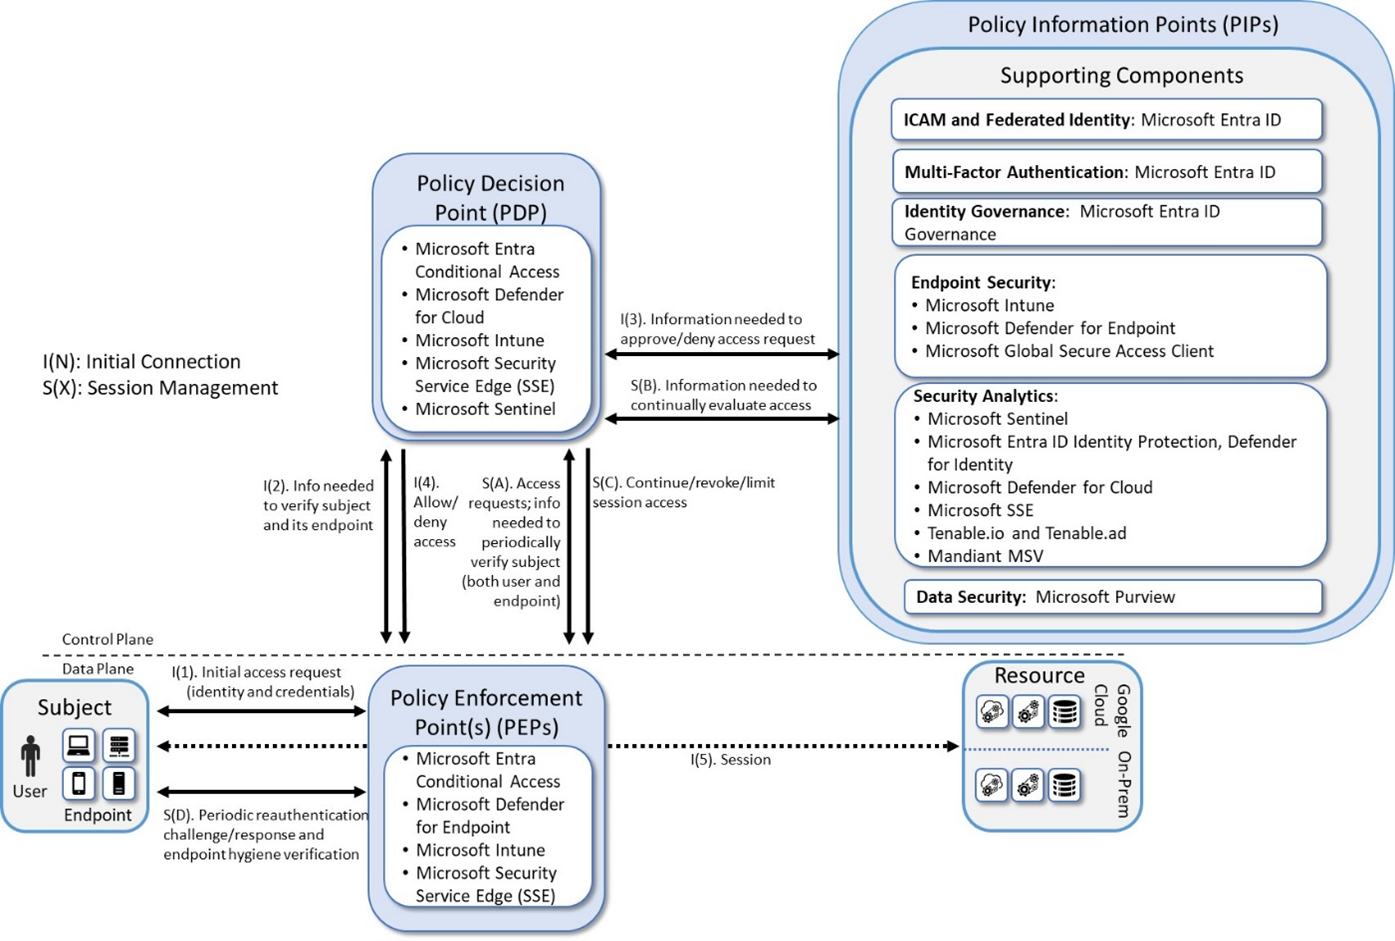 Policy Information Points (PIPs)
Supporting Components
ICAM and Federated Identity: Microsoft Entra ID
Multi-Factor Authentication: Microsoft Entra ID
Identity Governance: Microsoft Entra ID
Governance
Endpoint Security:
• Microsoft Intune
• Microsoft Defender for Endpoint
• Microsoft Global Secure Access Client
Security Analytics:
• Microsoft Sentinel
• Microsoft Entra ID Identity Protection, Defender
for Identity
• Microsoft Defender for Cloud
• Microsoft SSE
• Tenable.io and Tenable.ad
• Mandiant MSV
Data Security: Microsoft Purview
Policy Decision
Point (PDP)
• Microsoft Entra
Conditional Access
• Microsoft Defender
for Cloud
• Microsoft Intune
• Microsoft Security
Service Edge (SSE)
• Microsoft Sentinel
I(3). Information needed to
approve/deny access request
S(B). Information needed to
continually evaluate access
I(N): Initial Connection
S(X): Session Management
I(2). Info needed
to verify subject
and its endpoint
I(4).
Allow/
deny
access
S(A). Access
requests; info
needed to
periodically
verify subject
(both user and
endpoint)
S(C). Continue/revoke/limit
session access
Control Plane
Data Plane
I(1). Initial access request
(identity and credentials)
Subject
User
Endpoint
S(D). Periodic reauthentication
challenge/response and
endpoint hygiene verification
Policy Enforcement
Point(s) (PEPs)
• Microsoft Entra
Conditional Access
• Microsoft Defender
for Endpoint
• Microsoft Intune
• Microsoft Security
Service Edge (SSE)
I(5). Session
Resource
Google
Cloud
On-Prem